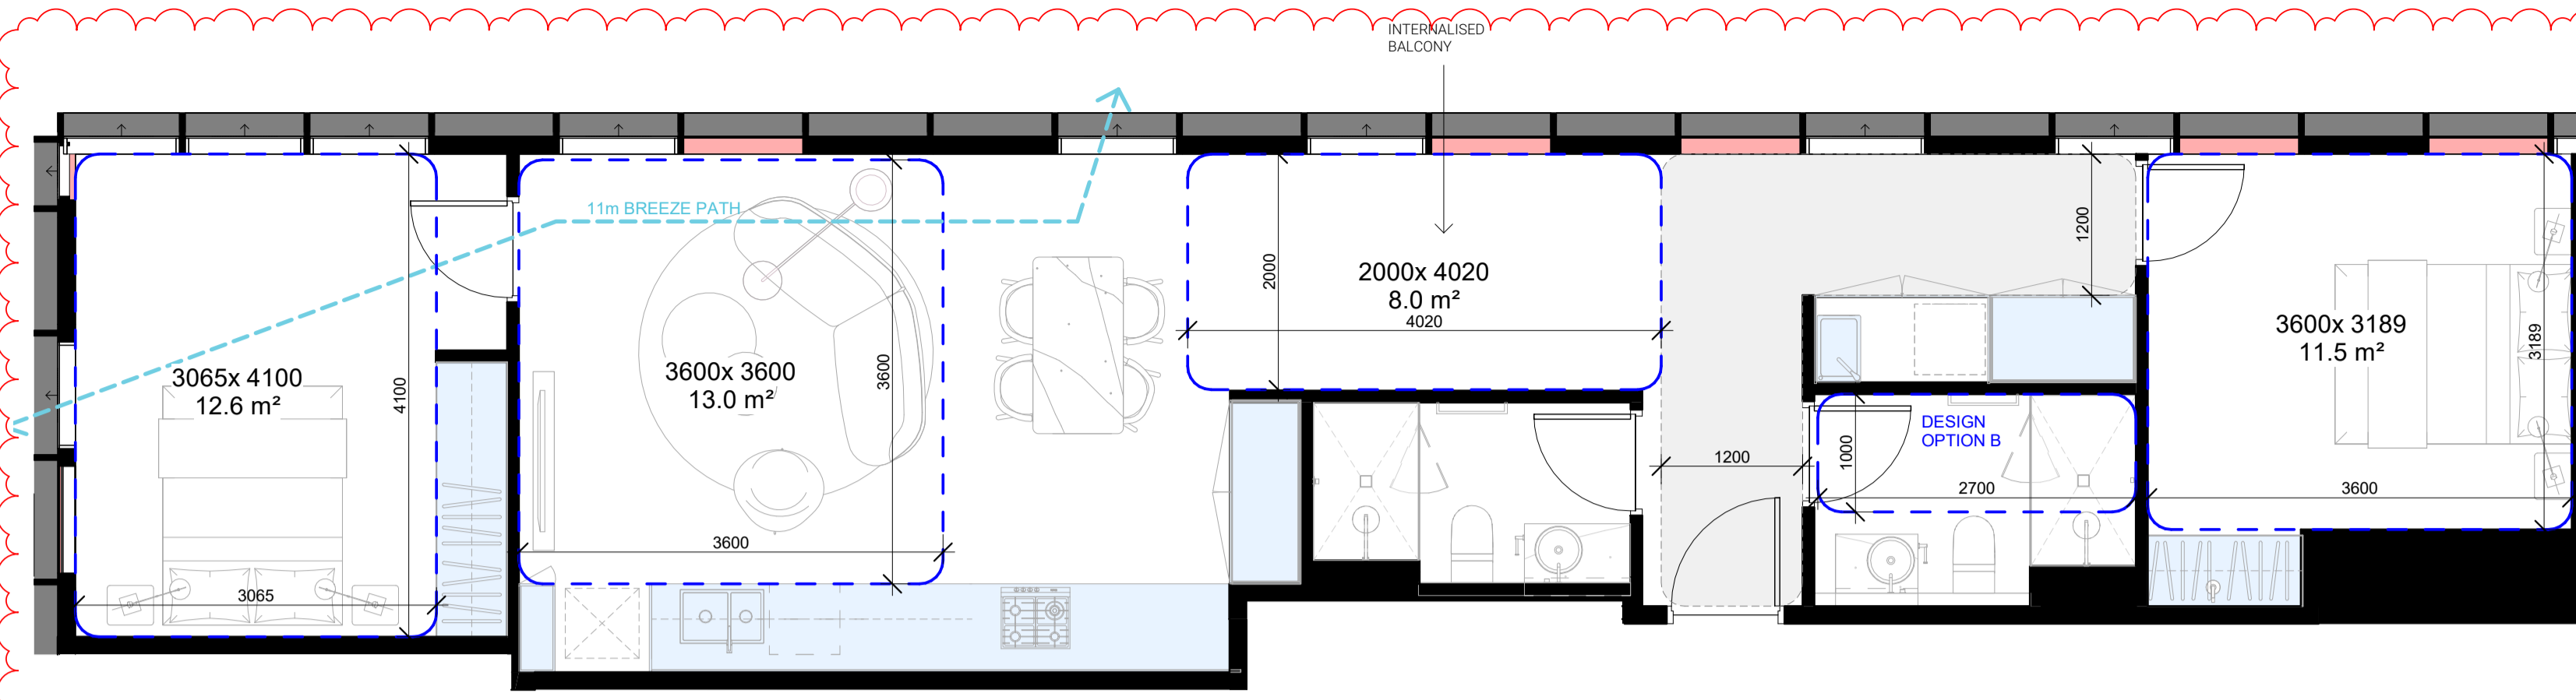 INTERNALISED
BALCONY
11m BREEZE PATH
3065x 4100
12.6 m²
4100
3065
3600x 3600
13.0 m²
3600
3600
2000
2000x 4020
8.0 m²
4020
1200
1200
DESIGN
OPTION B
1000
2700
3600x 3189
11.5 m²
3189
3600